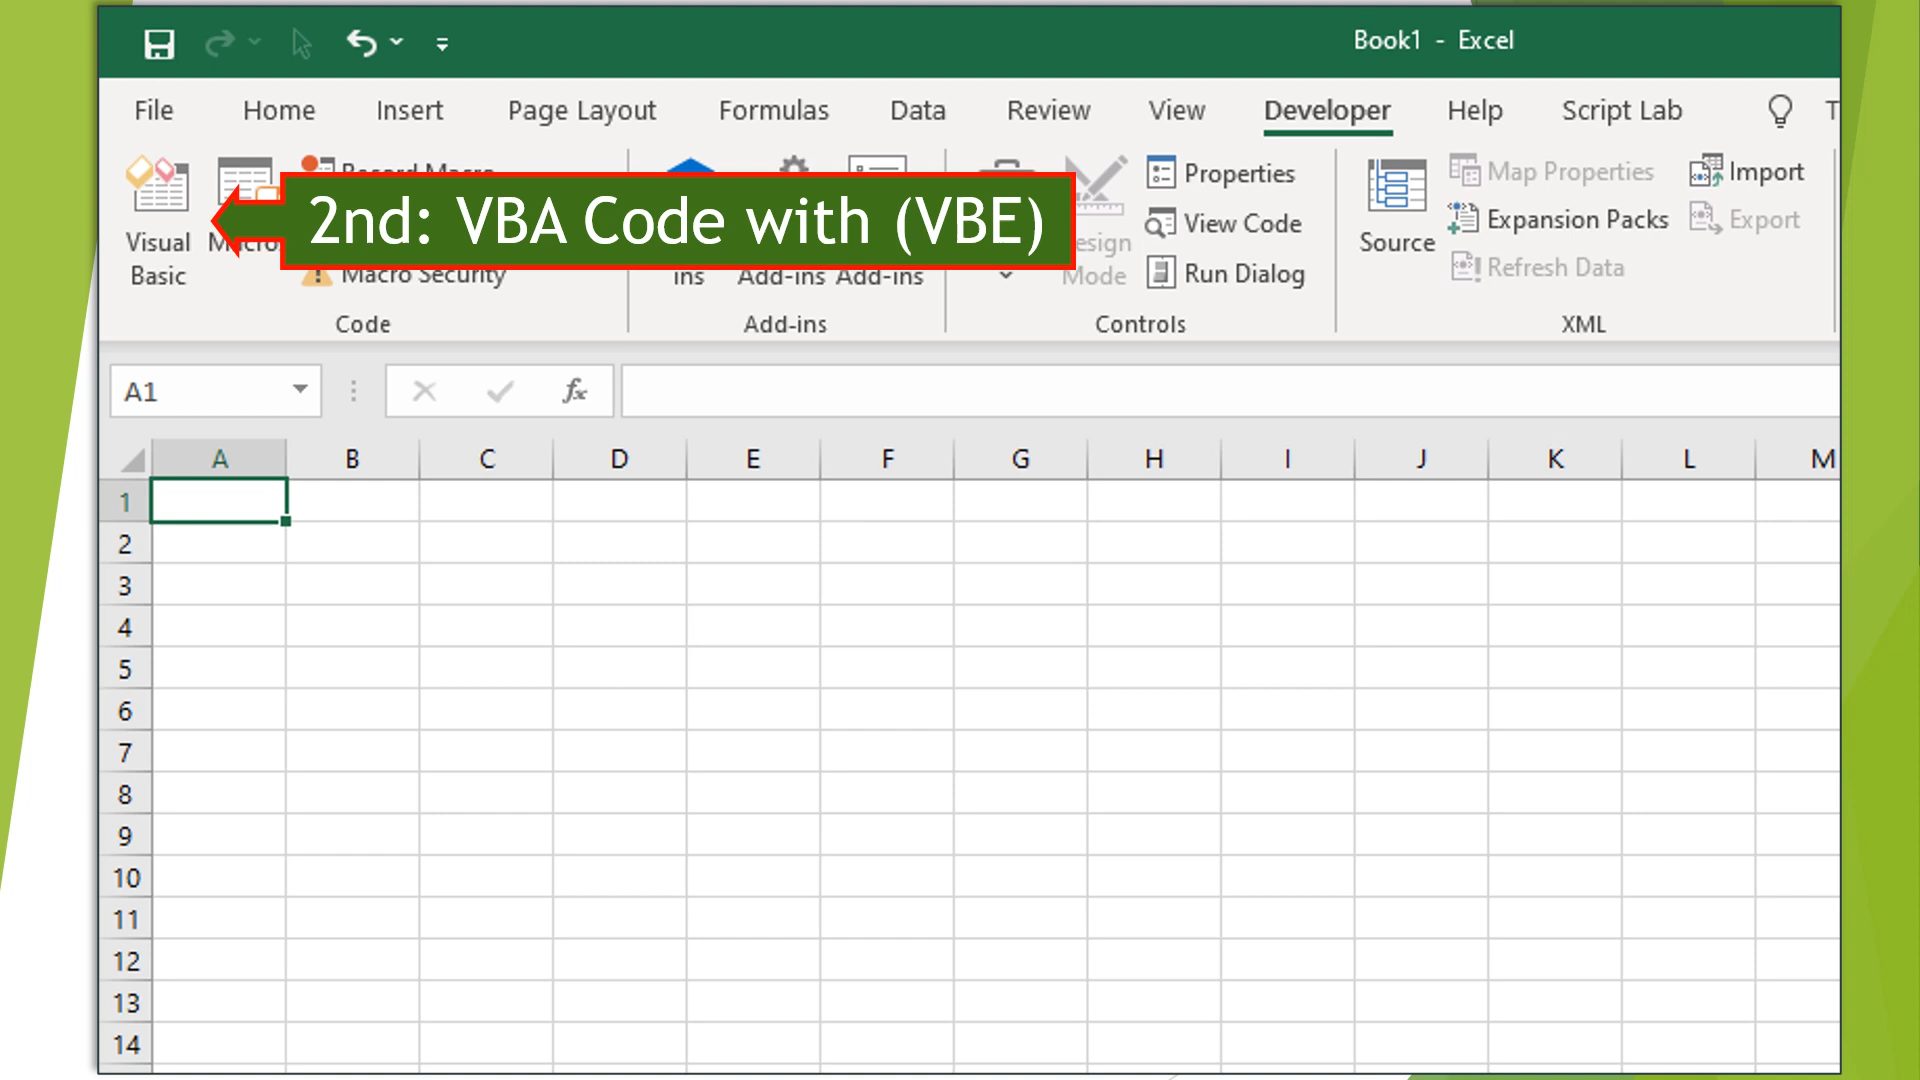 Book1 - Excel
File Home Insert Page Layout Formulas Data Review View Developer Help Script Lab
Record Macro
Properties
Map Properties
Import
2nd: VBA Code with (VBE)
View Code
Expansion Packs
Export
Visual Basic
Source
Mode
Run Dialog
Refresh Data
Macro Security
ins
Add-ins
Add-ins
Code
Add-ins
Controls
XML
A1
fx
A B C D E F G H I J K L M
1
2
3
4
5
6
7
8
9
10
11
12
13
14